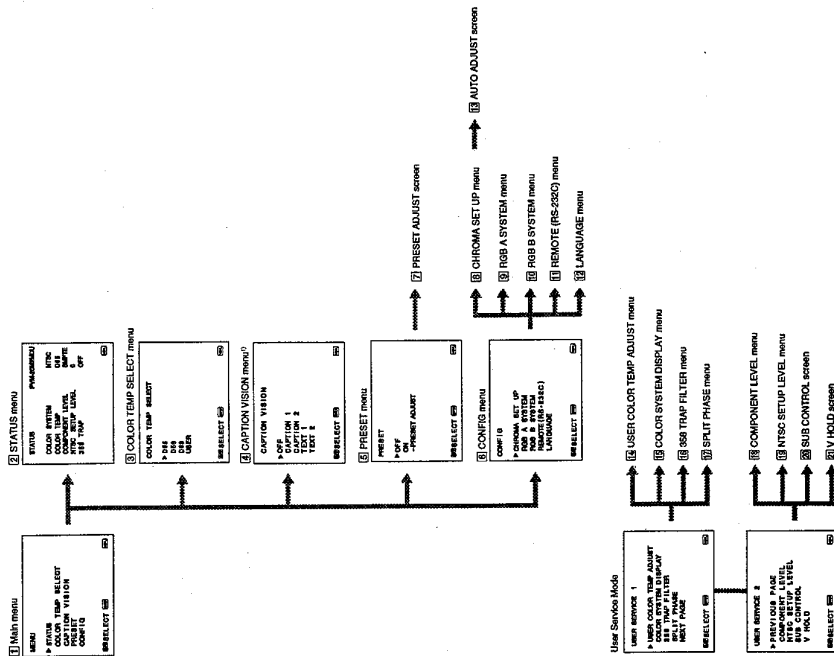 1 Main menu
MENU
STATUS
COLOR TEMP SELECT
CAPTION VISION
PRESET
CONFIG
SELECT
2 STATUS menu
STATUS
COLOR SYSTEM NTSC
COLOR TEMP
COMPONENT LEVEL SMPTE
NTSC SETUP LEVEL 0
358 TRAP OFF
3 COLOR TEMP SELECT menu
COLOR TEMP SELECT
D65
D56
D93
USER
SELECT
4 CAPTION VISION menu1)
CAPTION VISION
OFF
CAPTION 1
CAPTION 2
TEXT 1
TEXT 2
SELECT
5 PRESET menu
PRESET
OFF
ON
-PRESET ADJUST
SELECT
6 CONFIG menu
CONFIG
CHROMA SET UP
RGB A SYSTEM
RGB B SYSTEM
REMOTE(RS-232C)
LANGUAGE
SELECT
7 PRESET ADJUST screen
8 CHROMA SET UP menu
9 RGB A SYSTEM menu
10 RGB B SYSTEM menu
11 REMOTE (RS-232C) menu
12 LANGUAGE menu
13 AUTO ADJUST screen
User Service Mode
USER SERVICE 1
USER COLOR TEMP ADJUST
COLOR SYSTEM DISPLAY
358 TRAP FILTER
SPLIT PHASE
NEXT PAGE
SELECT
14 USER COLOR TEMP ADJUST menu
15 COLOR SYSTEM DISPLAY menu
16 358 TRAP FILTER menu
17 SPLIT PHASE menu
USER SERVICE 2
PREVIOUS PAGE
COMPONENT LEVEL
NTSC SETUP LEVEL
SUB CONTROL
V HOLD
SELECT
18 COMPONENT LEVEL menu
19 NTSC SETUP LEVEL menu
20 SUB CONTROL screen
21 V HOLD screen